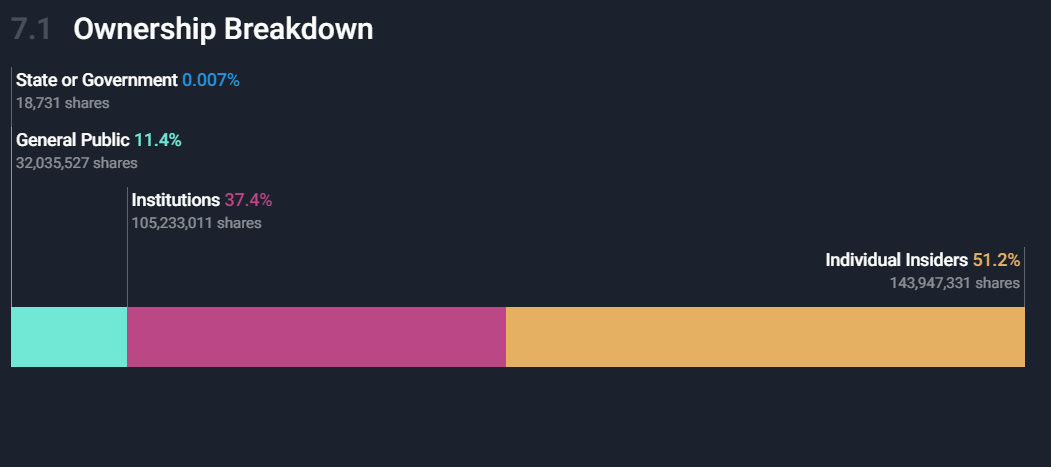 7.1 Ownership Breakdown
State or Government 0.007%
18,731 shares
General Public 11.4%
32,035,527 shares
Institutions 37.4%
105,233,011 shares
Individual Insiders 51.2%
143,947,331 shares